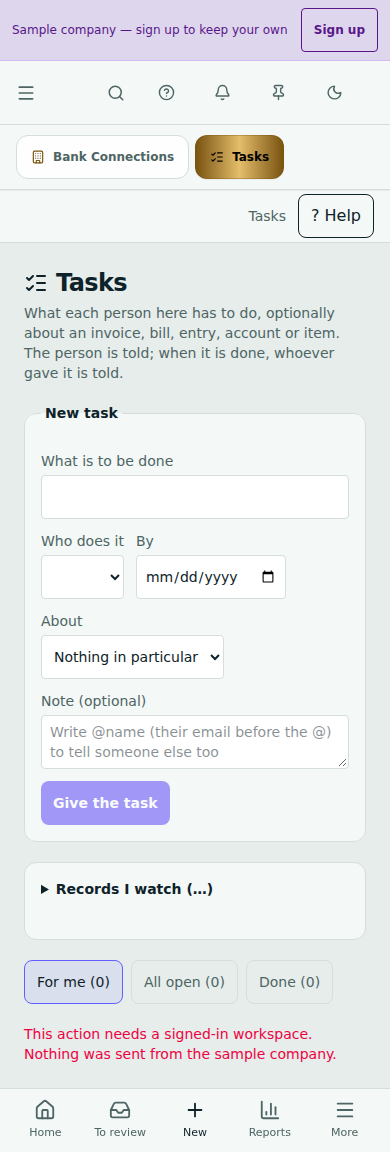 Sample company — sign up to keep your own
Sign up
Bank Connections
Tasks
Tasks
? Help
Tasks
What each person here has to do, optionally
about an invoice, bill, entry, account or item.
The person is told; when it is done, whoever
gave it is told.
New task
What is to be done
Who does it
By
mm/dd/yyyy
About
Nothing in particular
Note (optional)
Write @name (their email before the @)
to tell someone else too
Give the task
Records I watch (...)
For me (0)
All open (0)
Done (0)
This action needs a signed-in workspace.
Nothing was sent from the sample company.
Home
To review
New
Reports
More